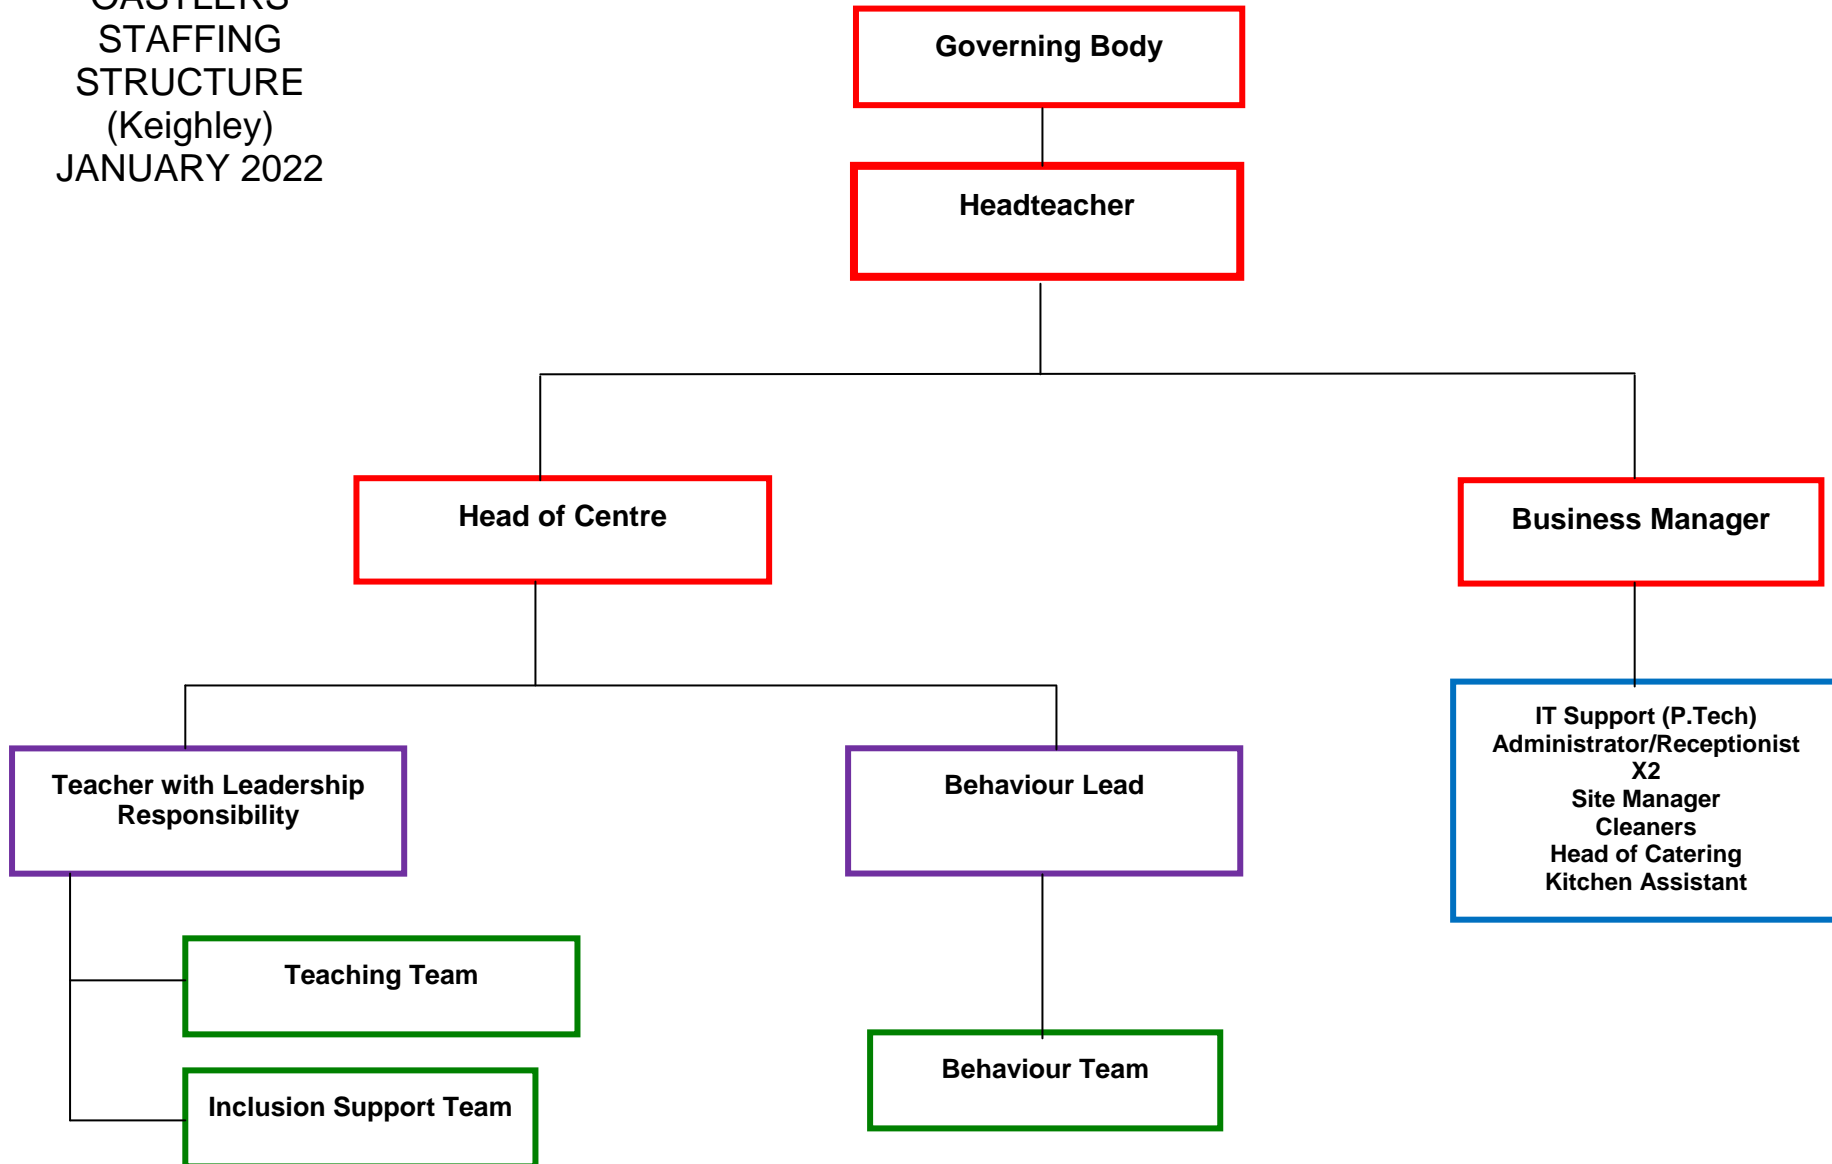 STAFFING
STRUCTURE
(Keighley)
JANUARY 2022
Governing Body
Headteacher
Head of Centre
Business Manager
Teacher with Leadership
Responsibility
Behaviour Lead
IT Support (P.Tech)
Administrator/Receptionist
X2
Site Manager
Cleaners
Head of Catering
Kitchen Assistant
Teaching Team
Inclusion Support Team
Behaviour Team